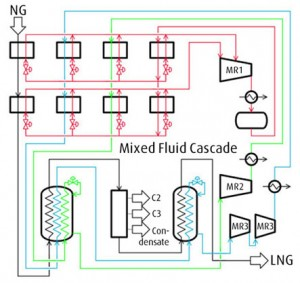 NG
MR1
Mixed Fluid Cascade
C2
C3
Con-
densate
MR2
MR3
MR3
LNG